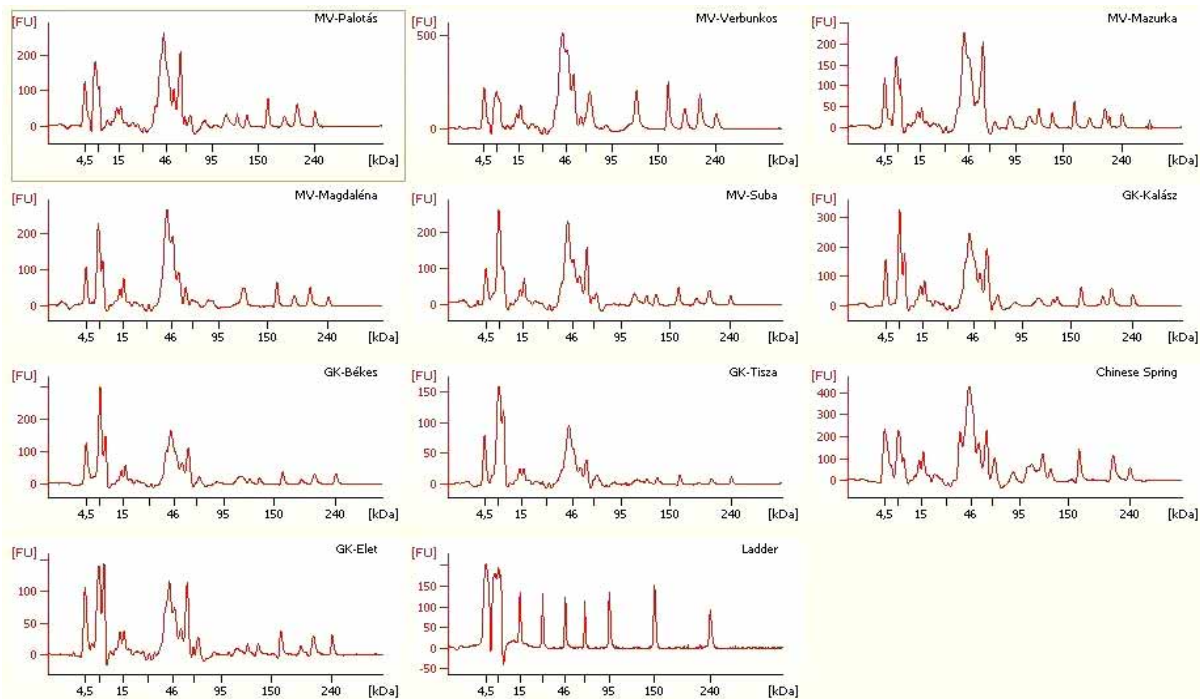 [FU] MV-Palotás
200
100
0
4,5 15 46 95 150 240 [kDa]
[FU] MV-Verbunkos
500
0
4,5 15 46 95 150 240 [kDa]
[FU] MV-Mazurka
200
150
100
50
0
4,5 15 46 95 150 240 [kDa]
[FU] MV-Magdaléna
200
100
0
4,5 15 46 95 150 240 [kDa]
[FU] MV-Suba
200
100
0
4,5 15 46 95 150 240 [kDa]
[FU] GK-Kalász
300
200
100
0
4,5 15 46 95 150 240 [kDa]
[FU] GK-Békes
200
100
0
4,5 15 46 95 150 240 [kDa]
[FU] GK-Tisza
150
100
50
0
4,5 15 46 95 150 240 [kDa]
[FU] Chinese Spring
400
300
200
100
0
4,5 15 46 95 150 240 [kDa]
[FU] GK-Elet
100
50
0
4,5 15 46 95 150 240 [kDa]
[FU] Ladder
150
100
50
0
-50
4,5 15 46 95 150 240 [kDa]